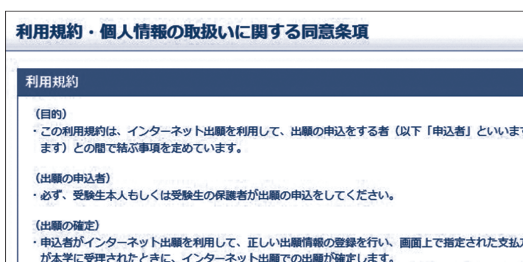 利用規約・個人情報の取扱いに関する同意条項
利用規約
（目的）
・この利用規約は、インターネット出願を利用して、出願の申込をする者（以下「申込者」といいます
ます）との間で結ぶ事項を定めています。
（出願の申込者）
・必ず、受験生本人もしくは受験生の保護者が出願の申込をしてください。
（出願の確定）
・申込者がインターネット出願を利用して、正しい出願情報の登録を行い、画面上で指定された支払
が本学に受理されたときに、インターネット出願での出願が確定します。